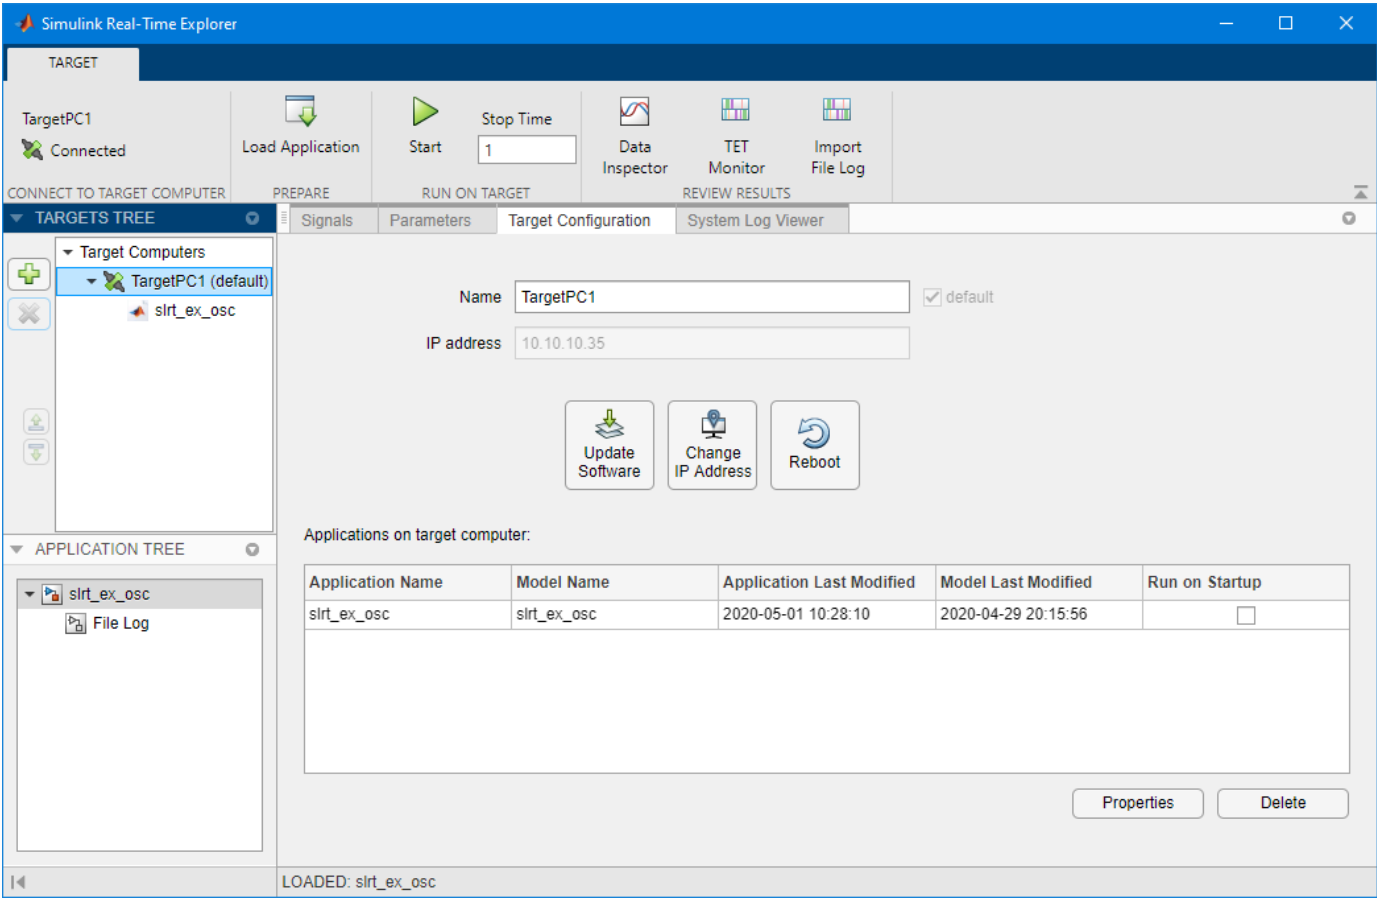 Simulink Real-Time Explorer
TARGET
TargetPC1
Connected
CONNECT TO TARGET COMPUTER
Load Application
PREPARE
Start
Stop Time
1
RUN ON TARGET
Data
Inspector
TET
Monitor
Import
File Log
REVIEW RESULTS
TARGETS TREE
Target Computers
TargetPC1 (default)
slrt_ex_osc
APPLICATION TREE
slrt_ex_osc
File Log
Signals
Parameters
Target Configuration
System Log Viewer
Name
TargetPC1
default
IP address
10.10.10.35
Update
Software
Change
IP Address
Reboot
Applications on target computer:
Application Name Model Name Application Last Modified Model Last Modified Run on Startup
slrt_ex_osc slrt_ex_osc 2020-05-01 10:28:10 2020-04-29 20:15:56
Properties
Delete
LOADED: slrt_ex_osc